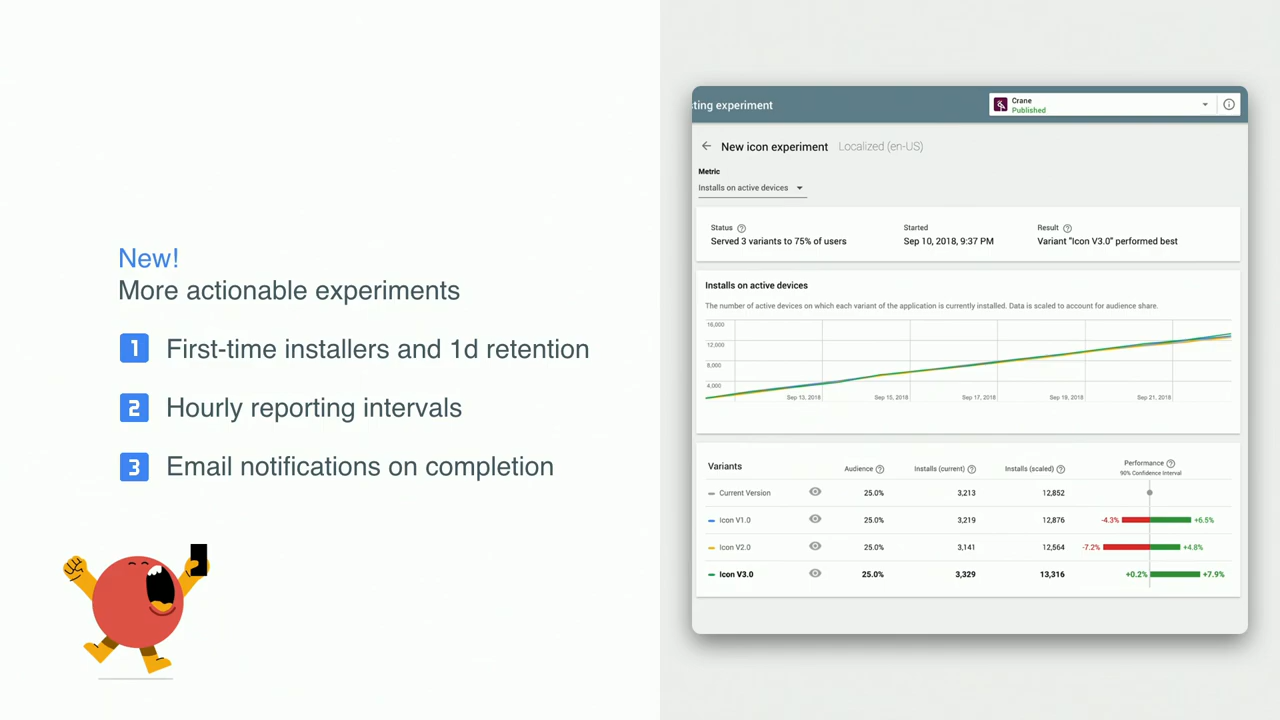 New!
More actionable experiments
1 First-time installers and 1d retention
2 Hourly reporting intervals
3 Email notifications on completion
sting experiment
Crane
Published
New icon experiment Localized (en-US)
Metric
Installs on active devices
Status Started Result
Served 3 variants to 75% of users Sep 10, 2018, 9:37 PM Variant "Icon V3.0" performed best
Installs on active devices
The number of active devices on which each variant of the application is currently installed. Data is scaled to account for audience share.
16,000
12,000
8,000
4,000
Sep 13, 2018 Sep 15, 2018 Sep 17, 2018 Sep 19, 2018 Sep 21, 2018
Variants Audience Installs (current) Installs (scaled) Performance
90% Confidence Interval
Current Version 25.0% 3,213 12,852
Icon V1.0 25.0% 3,219 12,876 -4.3% +6.5%
Icon V2.0 25.0% 3,141 12,564 -7.2% +4.8%
Icon V3.0 25.0% 3,329 13,316 +0.2% +7.9%